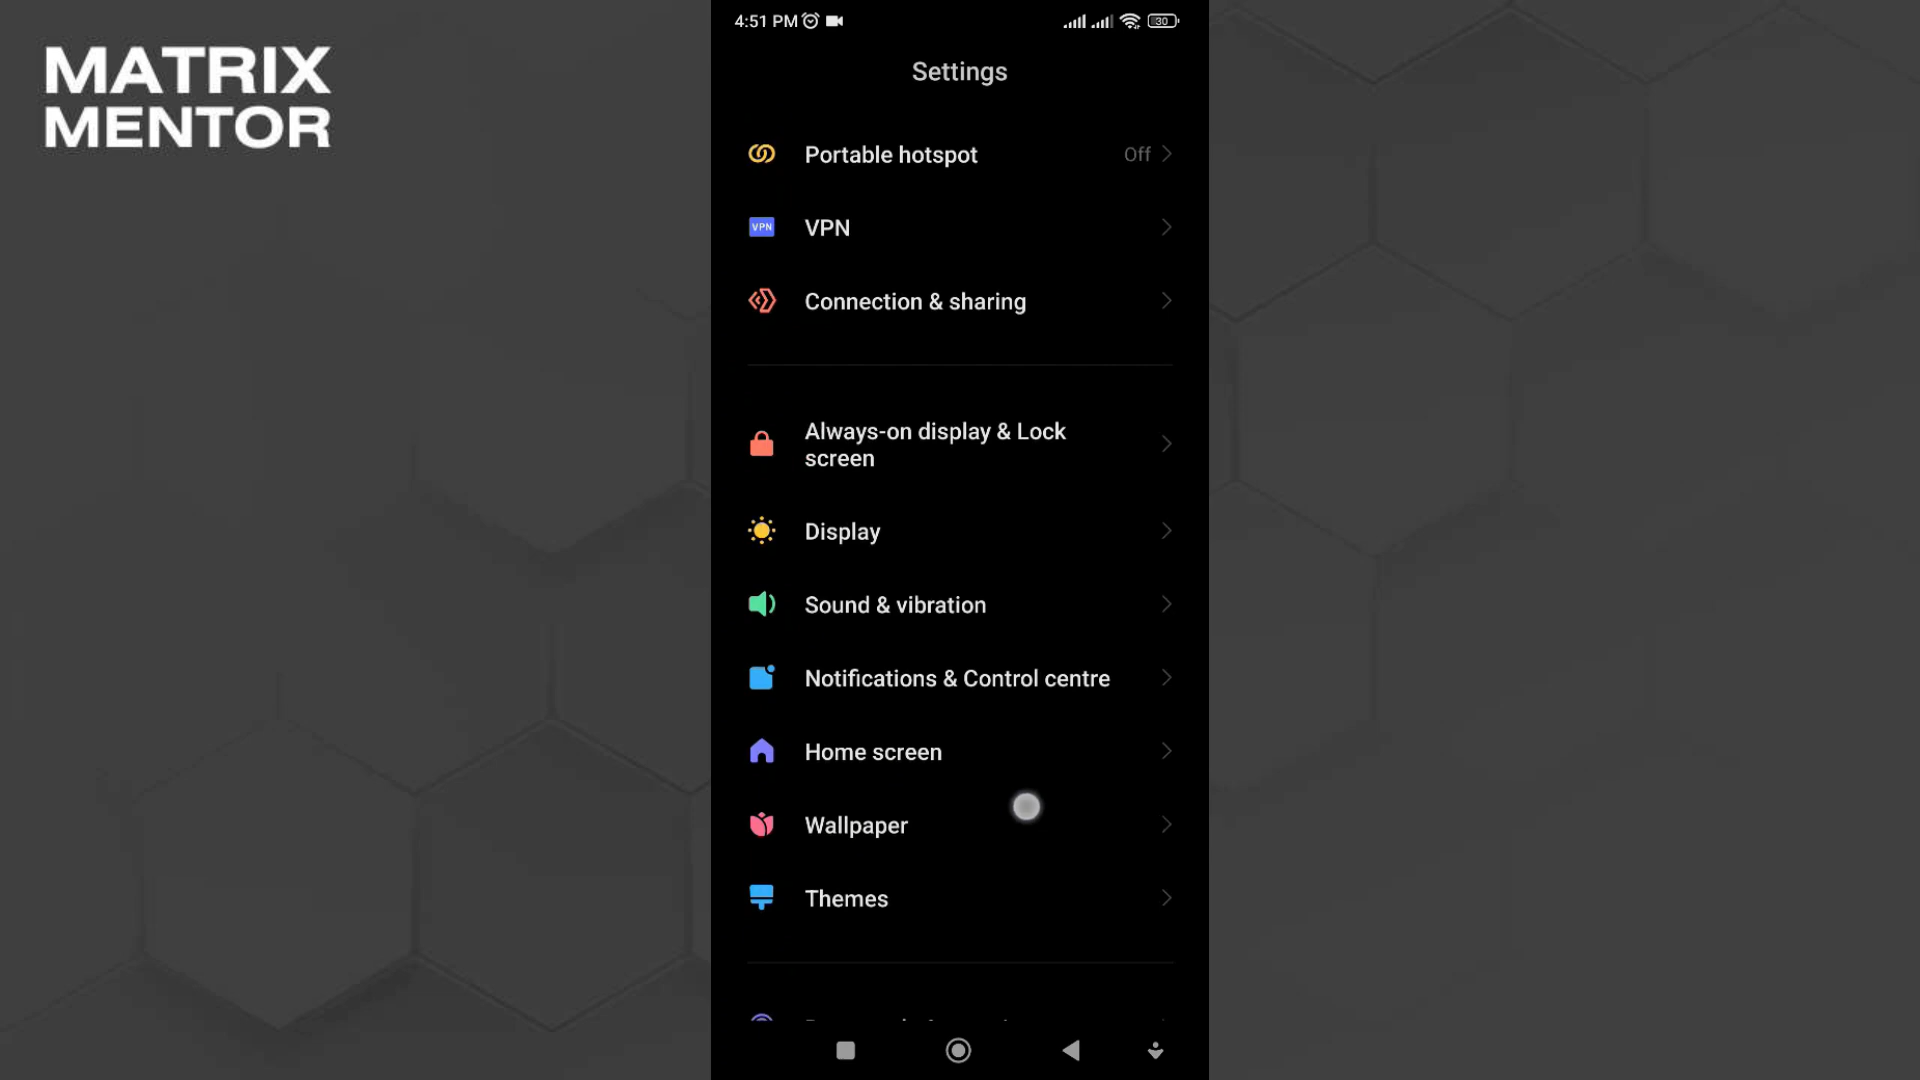 MATRIX
MENTOR
4:51 PM
30
Settings
Portable hotspot
Off
VPN
VPN
Connection & sharing
Always-on display & Lock
screen
Display
Sound & vibration
Notifications & Control centre
Home screen
Wallpaper
Themes